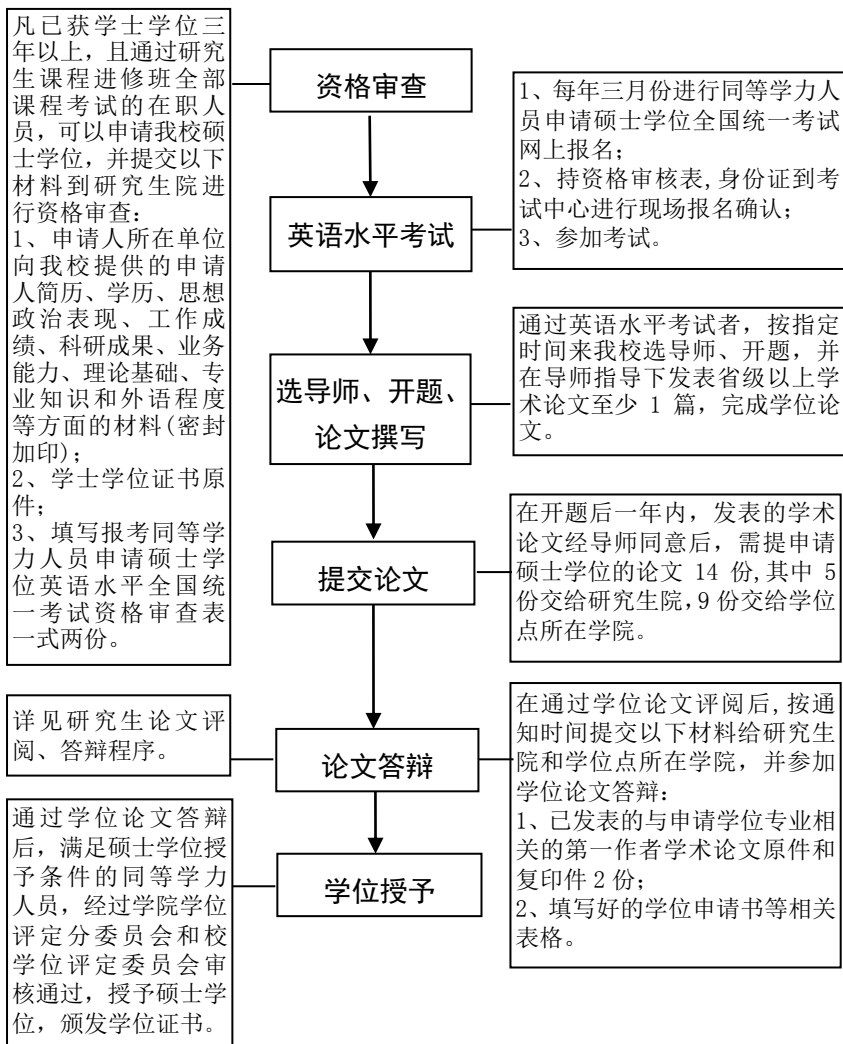 凡已获学士学位三
年以上，且通过研究
生课程进修班全部
课程考试的在职人
员，可以申请我校硕
士学位，并提交以下
材料到研究生院进
行资格审查：
1、申请人所在单位
向我校提供的申请
人简历、学历、思想
政治表现、工作成
绩、科研成果、业务
能力、理论基础、专
业知识和外语程度
等方面的材料(密封
加印)；
2、学士学位证书原
件；
3、填写报考同等学
力人员申请硕士学
位英语水平全国统
一考试资格审查表
一式两份。
资格审查
1、每年三月份进行同等学力人
员申请硕士学位全国统一考试
网上报名；
2、持资格审核表,身份证到考
试中心进行现场报名确认；
3、参加考试。
英语水平考试
通过英语水平考试者，按指定
时间来我校选导师、开题，并
在导师指导下发表省级以上学
术论文至少 1 篇，完成学位论
文。
选导师、开题、
论文撰写
在开题后一年内，发表的学术
论文经导师同意后，需提申请
硕士学位的论文 14 份,其中 5
份交给研究生院,9 份交给学位
点所在学院。
提交论文
详见研究生论文评
阅、答辩程序。
论文答辩
在通过学位论文评阅后,按通
知时间提交以下材料给研究生
院和学位点所在学院，并参加
学位论文答辩：
1、已发表的与申请学位专业相
关的第一作者学术论文原件和
复印件 2 份；
2、填写好的学位申请书等相关
表格。
通过学位论文答辩
后，满足硕士学位授
予条件的同等学力
人员，经过学院学位
评定分委员会和校
学位评定委员会审
核通过，授予硕士学
位，颁发学位证书。
学位授予